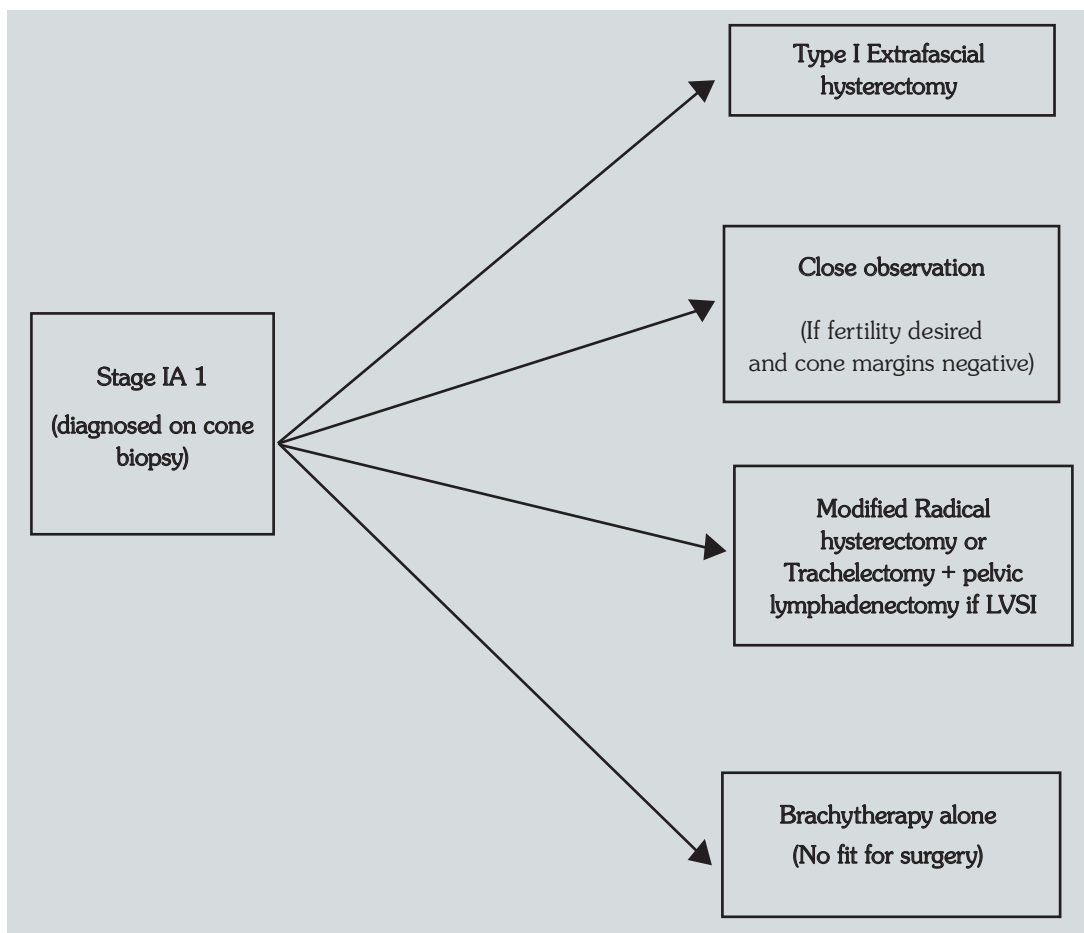 Type I Extrafascial
hysterectomy
Close observation
(If fertility desired
and cone margins negative)
Stage IA 1
(diagnosed on cone
biopsy)
Modified Radical
hysterectomy or
Trachelectomy + pelvic
lymphadenectomy if LVSI
Brachytherapy alone
(No fit for surgery)